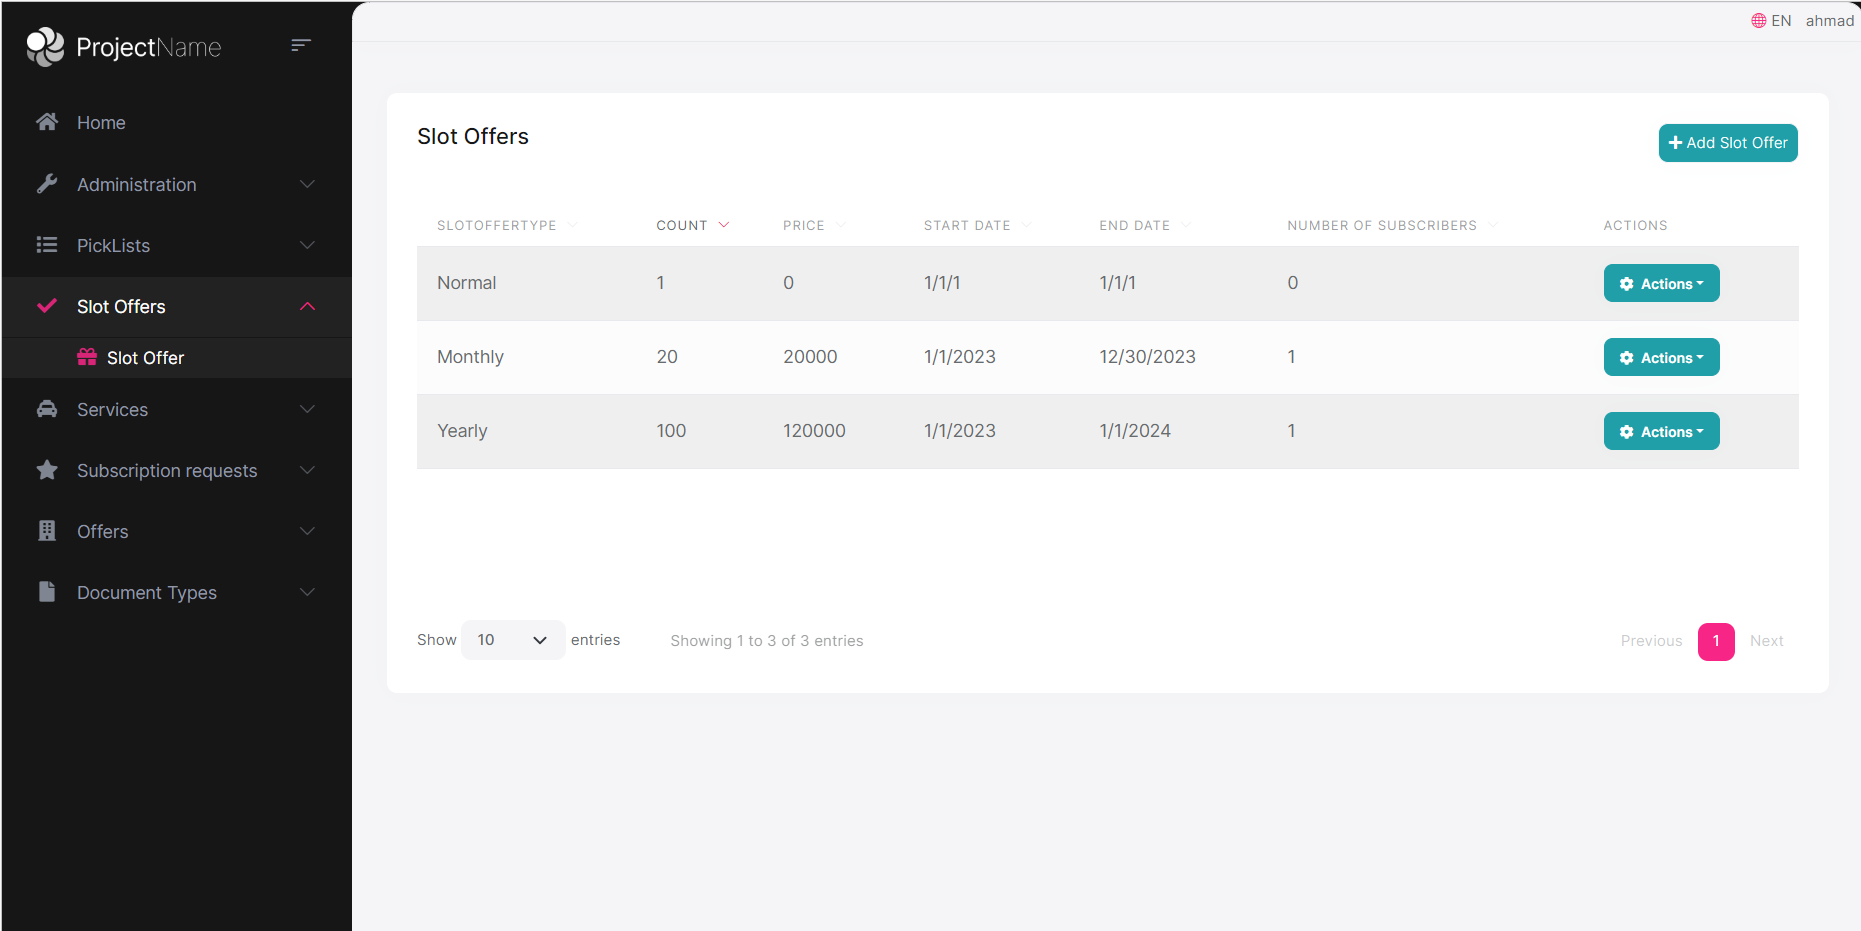 ProjectName
EN ahmad
Home
Administration
PickLists
Slot Offers
Slot Offer
Services
Subscription requests
Offers
Document Types
Slot Offers
Add Slot Offer
SLOTOFFERTYPE COUNT PRICE START DATE END DATE NUMBER OF SUBSCRIBERS ACTIONS
Normal 1 0 1/1/1 1/1/1 0 Actions
Monthly 20 20000 1/1/2023 12/30/2023 1 Actions
Yearly 100 120000 1/1/2023 1/1/2024 1 Actions
Show 10 entries Showing 1 to 3 of 3 entries Previous 1 Next